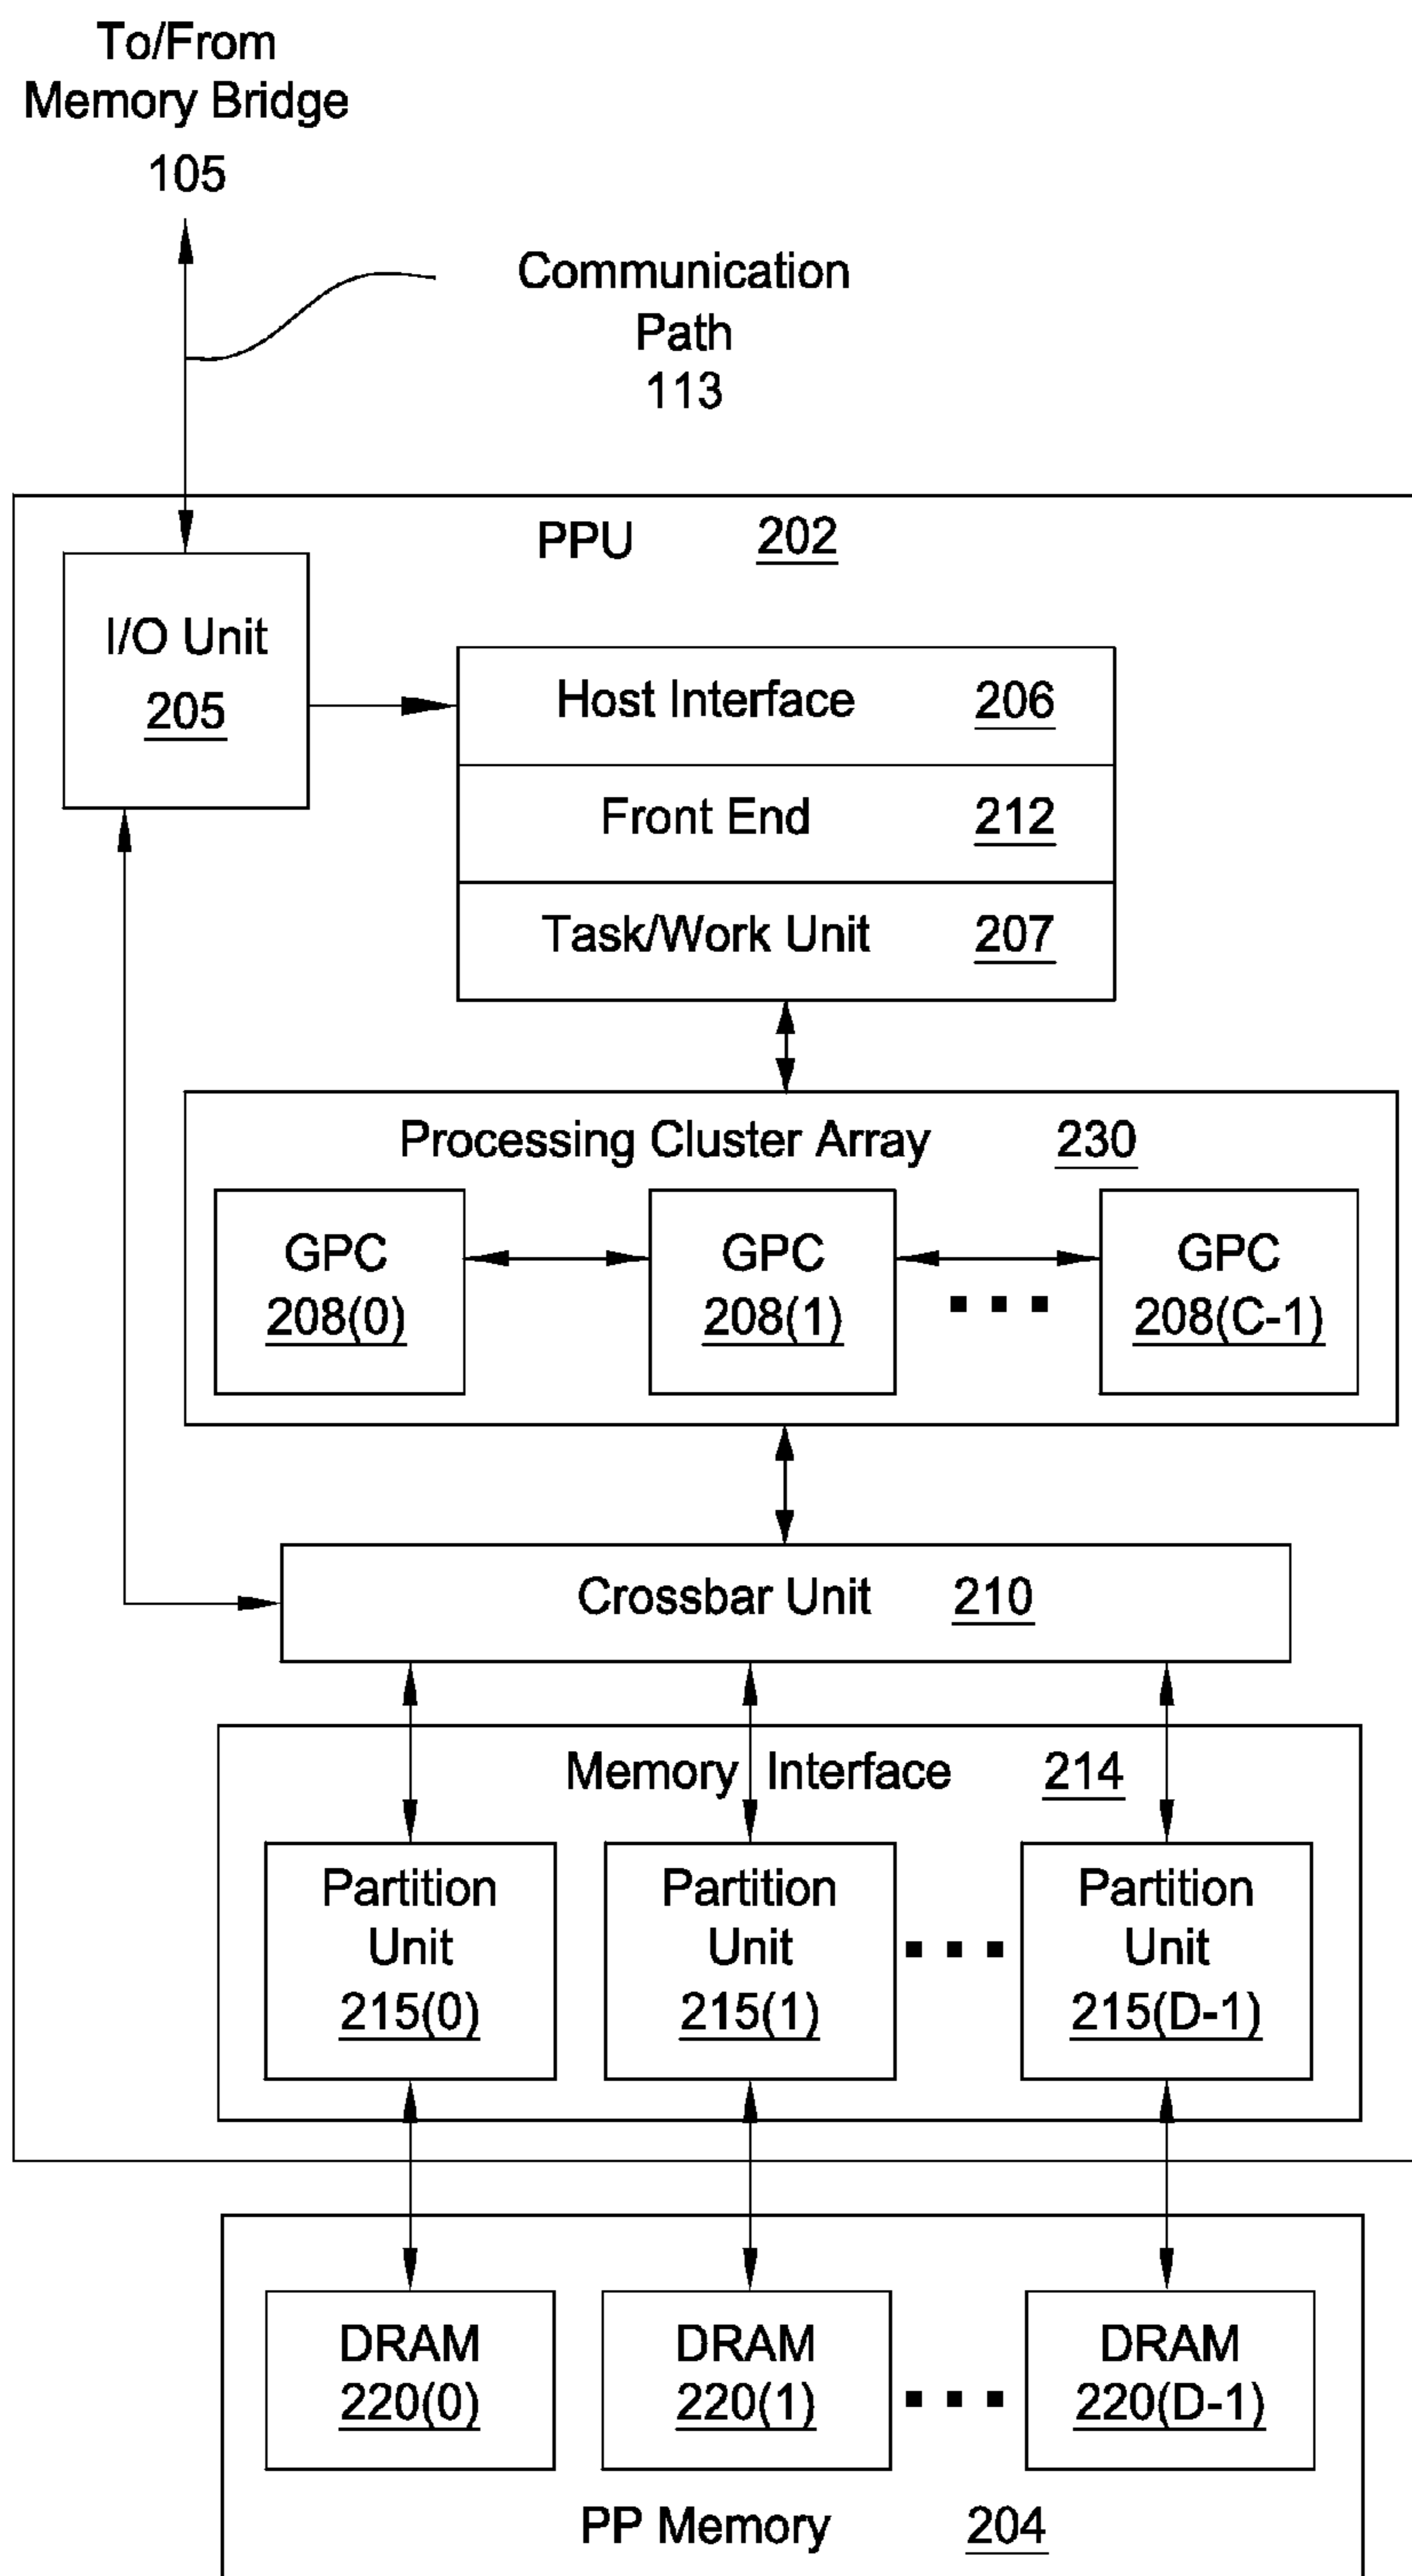 To/From
Memory Bridge
105
Communication
Path
113
PPU 202
I/O Unit
205
Host Interface 206
Front End 212
Task/Work Unit 207
Processing Cluster Array 230
GPC
208(0)
GPC
208(1)
GPC
208(C-1)
Crossbar Unit 210
Memory Interface 214
Partition
Unit
215(0)
Partition
Unit
215(1)
Partition
Unit
215(D-1)
DRAM
220(0)
DRAM
220(1)
DRAM
220(D-1)
PP Memory 204